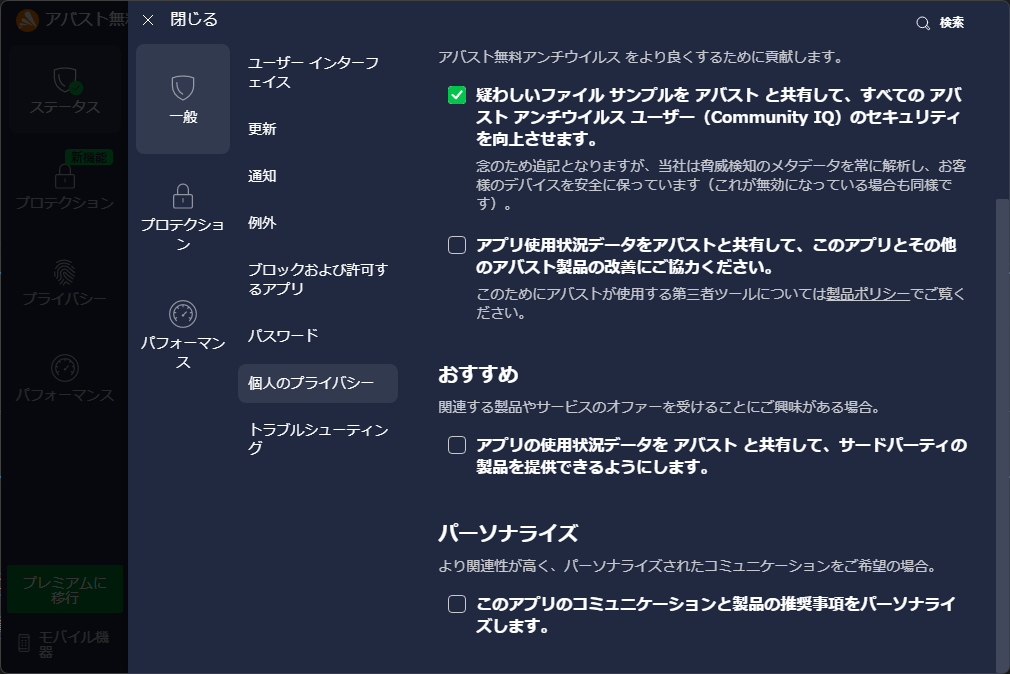 アバスト無料
ステータス
新機能
プロテクション
プライバシー
パフォーマンス
プレミアムに
移行
モバイル機
器
閉じる
検索
一般
プロテクショ
ン
パフォーマン
ス
ユーザー インターフ
ェイス
更新
通知
例外
ブロックおよび許可す
るアプリ
パスワード
個人のプライバシー
トラブルシューティン
グ
アバスト無料アンチウイルス をより良くするために貢献します。
疑わしいファイル サンプルを アバスト と共有して、すべての アバ
スト アンチウイルス ユーザー（Community IQ）のセキュリティ
を向上させます。
念のため追記となりますが、当社は脅威検知のメタデータを常に解析し、お客
様のデバイスを安全に保っています（これが無効になっている場合も同様で
す）。
アプリ使用状況データをアバストと共有して、このアプリとその他
のアバスト製品の改善にご協力ください。
このためにアバストが使用する第三者ツールについては製品ポリシーでご覧く
ださい。
おすすめ
関連する製品やサービスのオファーを受けることにご興味がある場合。
アプリの使用状況データを アバスト と共有して、サードパーティの
製品を提供できるようにします。
パーソナライズ
より関連性が高く、パーソナライズされたコミュニケーションをご希望の場合。
このアプリのコミュニケーションと製品の推奨事項をパーソナライ
ズします。